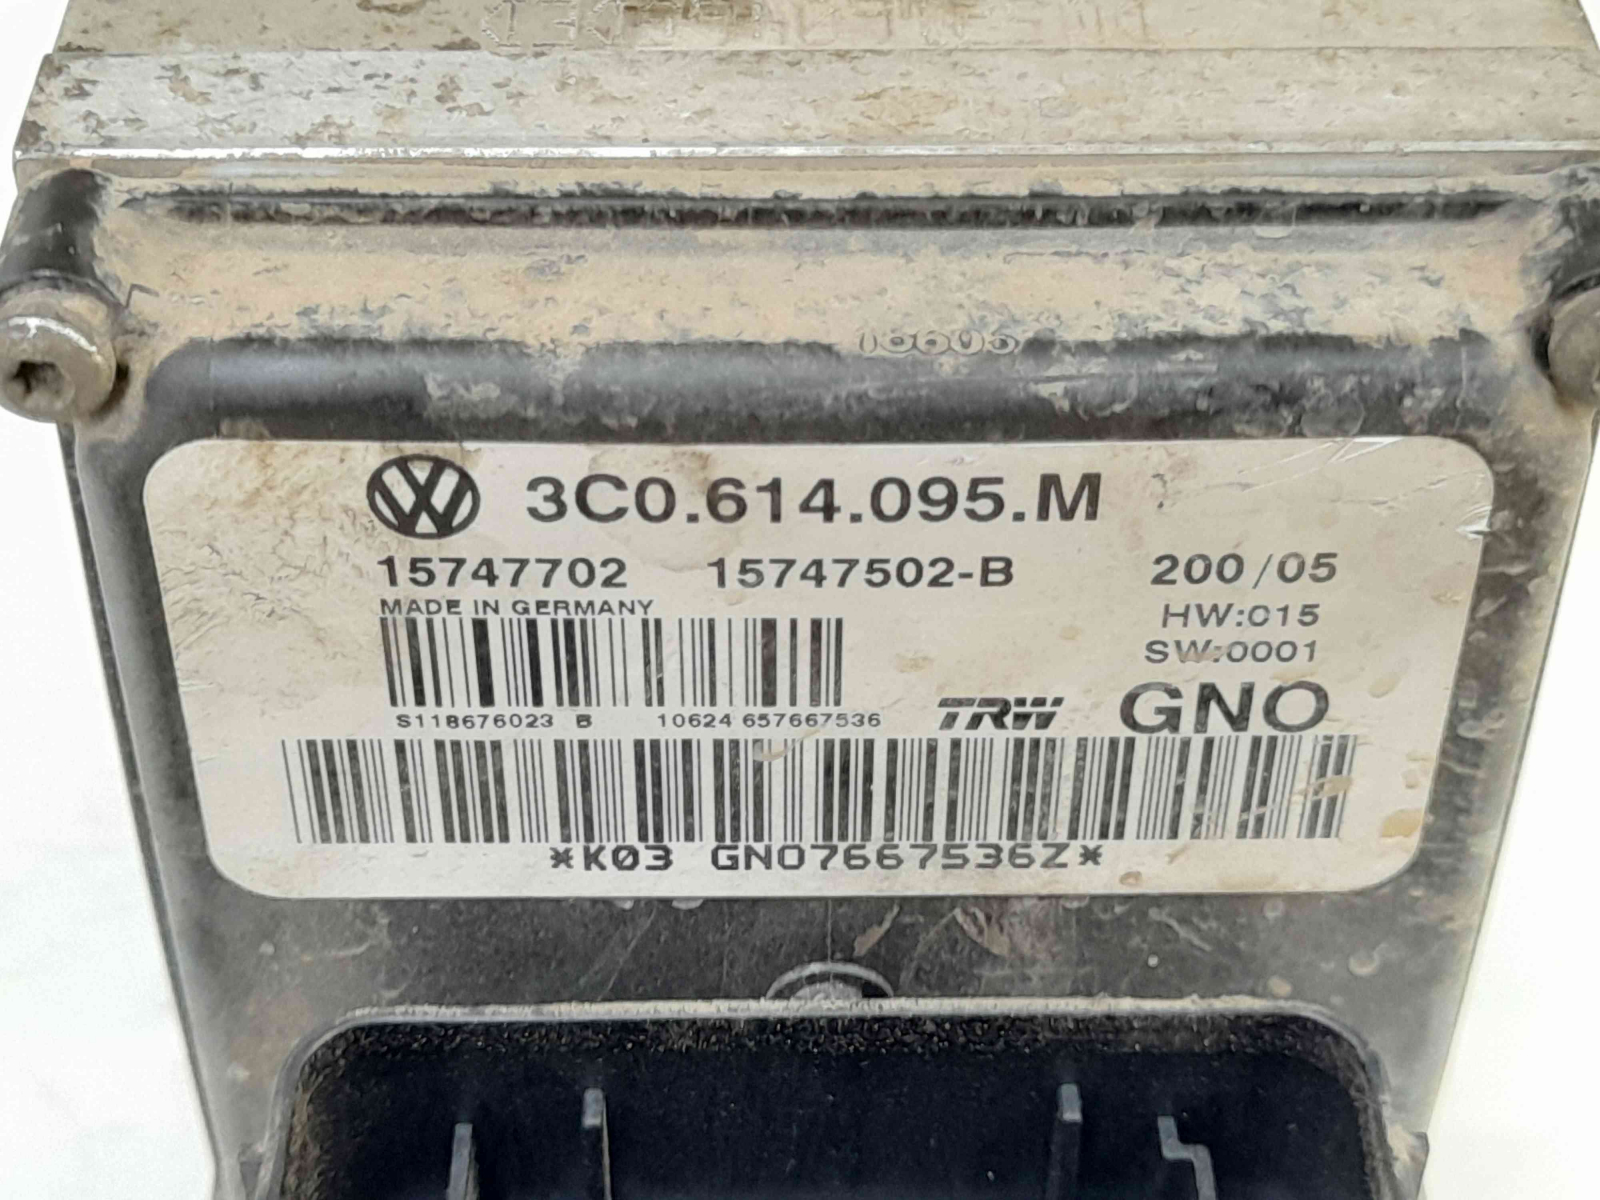 3C0.614.095.M
15747702 15747502-B 200/05
MADE IN GERMANY HW:015
SW:0001
S118676023 B 10624 657667536 TRW GNO
*K03 GNO7667536Z*